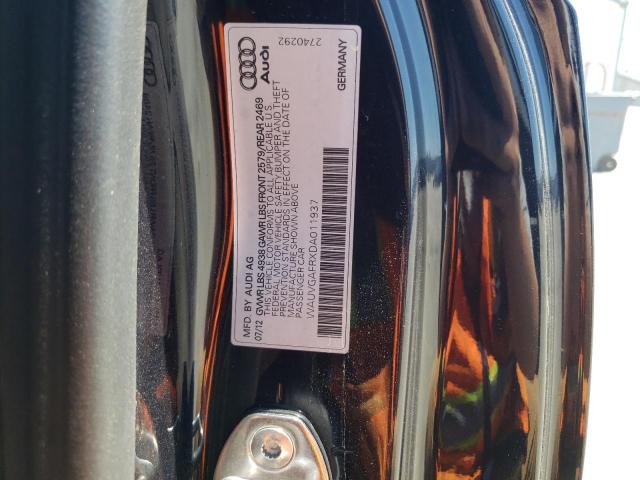 Audi
2740292
GERMANY
MFD. BY AUDI AG
07/12 GVWR LBS 4938 GAWR LBS FRONT 2579/REAR 2469
THIS VEHICLE CONFORMS TO ALL APPLICABLE U.S.
FEDERAL MOTOR VEHICLE SAFETY, BUMPER AND THEFT
PREVENTION STANDARDS IN EFFECT ON THE DATE OF
MANUFACTURE SHOWN ABOVE
PASSENGER CAR
WAUVGAFRXDA011937